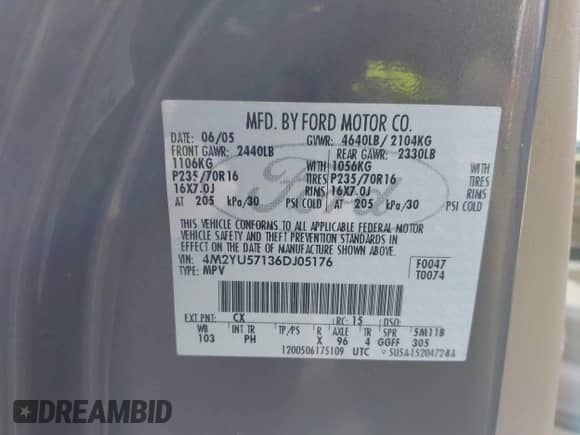 MFD. BY FORD MOTOR CO.
DATE: 06/05 GVWR: 4640LB/ 2104KG
FRONT GAWR: 2440LB REAR GAWR: 2330LB
1106KG WITH 1056KG WITH
P235/70R16 TIRES P235/70R16 TIRES
16X7.0J RIMS 16X7.0J RIMS
AT 205 kPa/30 PSI COLD AT 205 kPa/30 PSI COLD
Ford
THIS VEHICLE CONFORMS TO ALL APPLICABLE FEDERAL MOTOR
VEHICLE SAFETY AND THEFT PREVENTION STANDARDS IN
EFFECT ON THE DATE OF MANUFACTURE SHOWN ABOVE.
VIN: 4M2YU57136DJ05176 F0047
TYPE: MPV T0074
EXT PNT: CX RC: 15 DSO:
WB INT TR TP/PS R AXLE TR SPR 5M11B
103 PH X 96 4 GGFF 305
1200506175109 UTC 5U5A-1520472-BA
DREAMBID